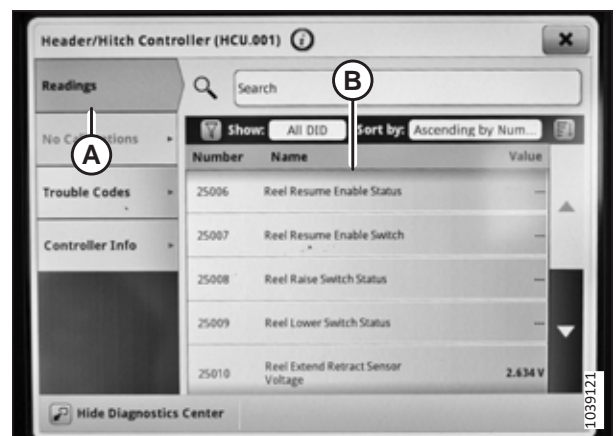 Header/Hitch Controller (HCU.001)
Readings
Search
B
A
Show: All DID Sort by: Ascending by Num...
Number Name Value
No Calibrations
25006 Reel Resume Enable Status ---
Trouble Codes
25007 Reel Resume Enable Switch ---
Controller Info
25008 Reel Raise Switch Status ---
25009 Reel Lower Switch Status ---
25010 Reel Extend Retract Sensor
Voltage 2.634 V
Hide Diagnostics Center
1039121